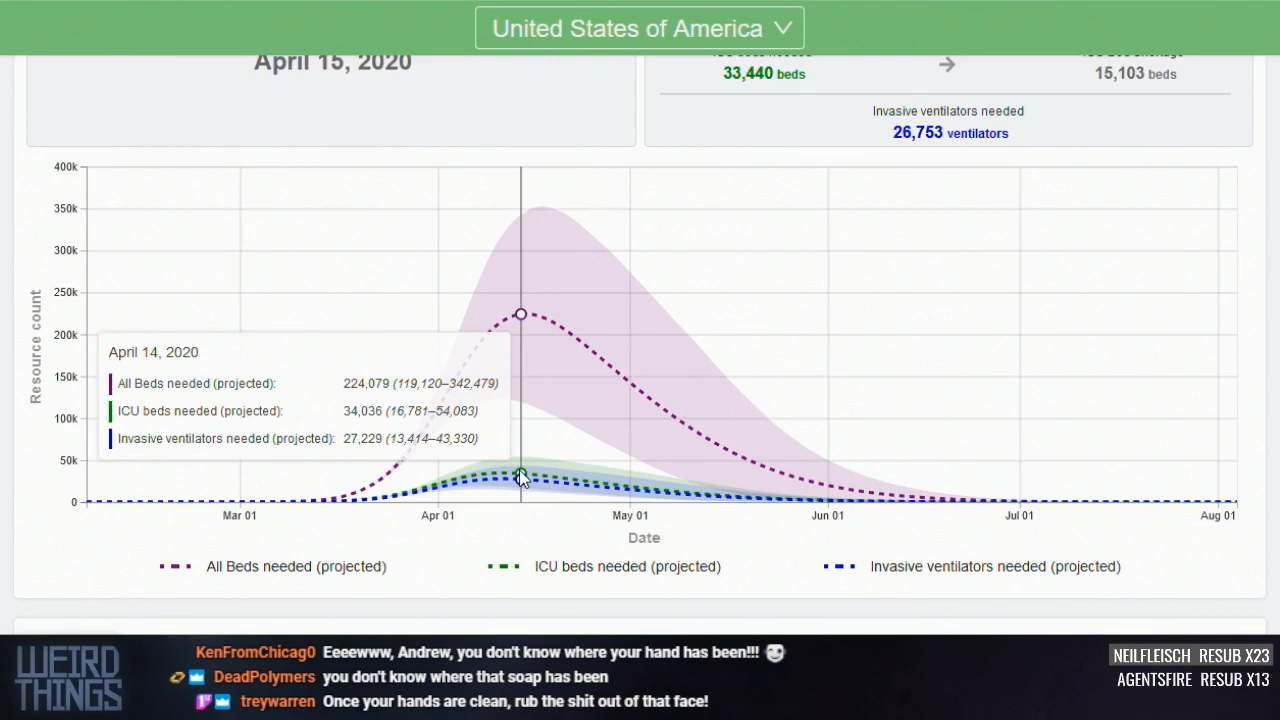 United States of America
April 15, 2020
33,440 beds
15,103 beds
Invasive ventilators needed
26,753 ventilators
400k
350k
300k
250k
200k
150k
100k
50k
0
Resource count
April 14, 2020
All Beds needed (projected): 224,079 (119,120–342,479)
ICU beds needed (projected): 34,036 (16,781–54,083)
Invasive ventilators needed (projected): 27,229 (13,414–43,330)
Mar 01 Apr 01 May 01 Jun 01 Jul 01 Aug 01
Date
All Beds needed (projected) ICU beds needed (projected) Invasive ventilators needed (projected)
WEIRD
THINGS
KenFromChicag0 Eeeewww, Andrew, you don't know where your hand has been!!!
DeadPolymers you don't know where that soap has been
treywarren Once your hands are clean, rub the shit out of that face!
NEILFLEISCH RESUB X23
AGENTSFIRE RESUB X13